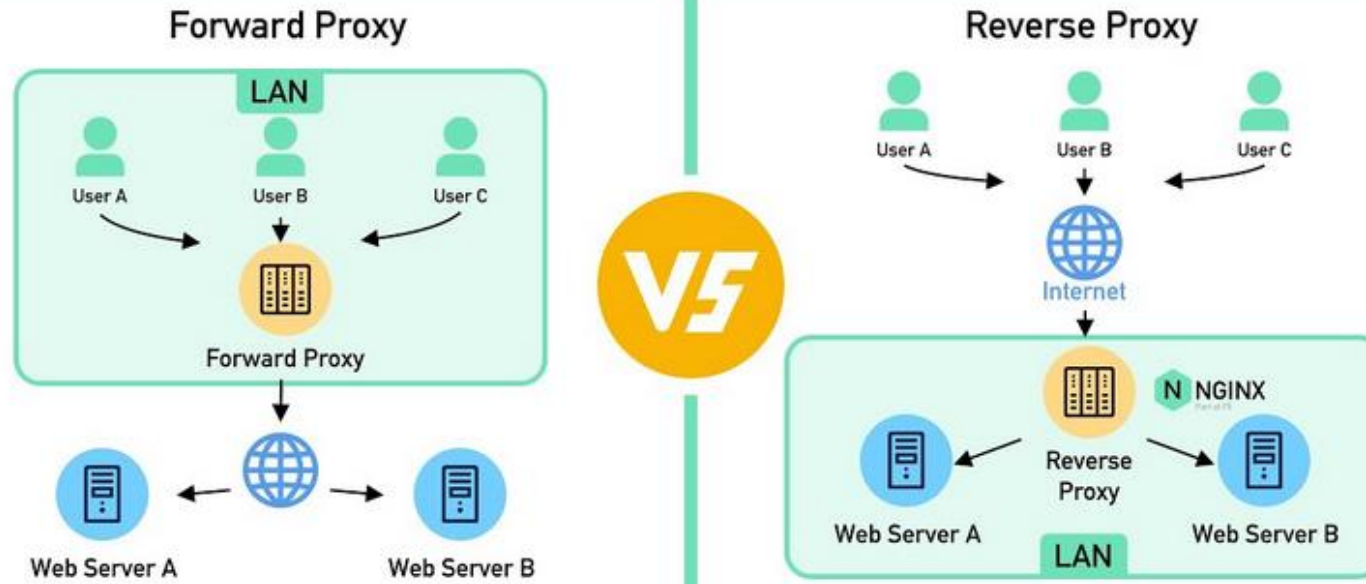 Forward Proxy
LAN
User A
User B
User C
Forward Proxy
Web Server A
Web Server B
VS
Reverse Proxy
User A
User B
User C
Internet
N NGINX
Reverse
Proxy
Web Server A
Web Server B
LAN